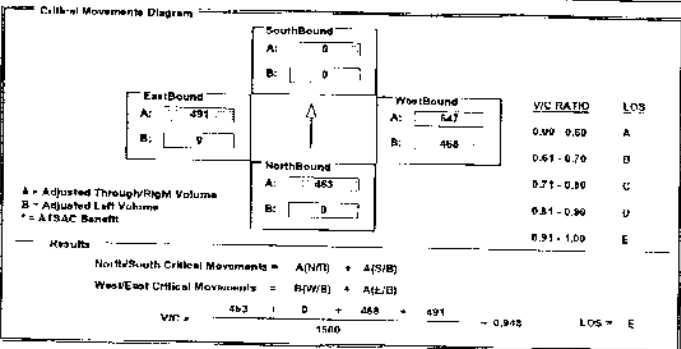 Critical Movements Diagram
SouthBound
A: 0
B: 0
EastBound
A: 491
B: 0
WestBound
A: 547
B: 468
NorthBound
A: 463
B: 0
V/C RATIO LOS
0.00 - 0.60 A
0.61 - 0.70 B
0.71 - 0.80 C
0.81 - 0.90 D
0.91 - 1.00 E
A = Adjusted Through/Right Volume
B = Adjusted Left Volume
* = ATSAC Benefit
Results
North/South Critical Movements = A(N/B) + A(S/B)
West/East Critical Movements = B(W/B) + A(E/B)
V/C = 463 + 0 + 468 + 491
1500
= 0.948 LOS = E